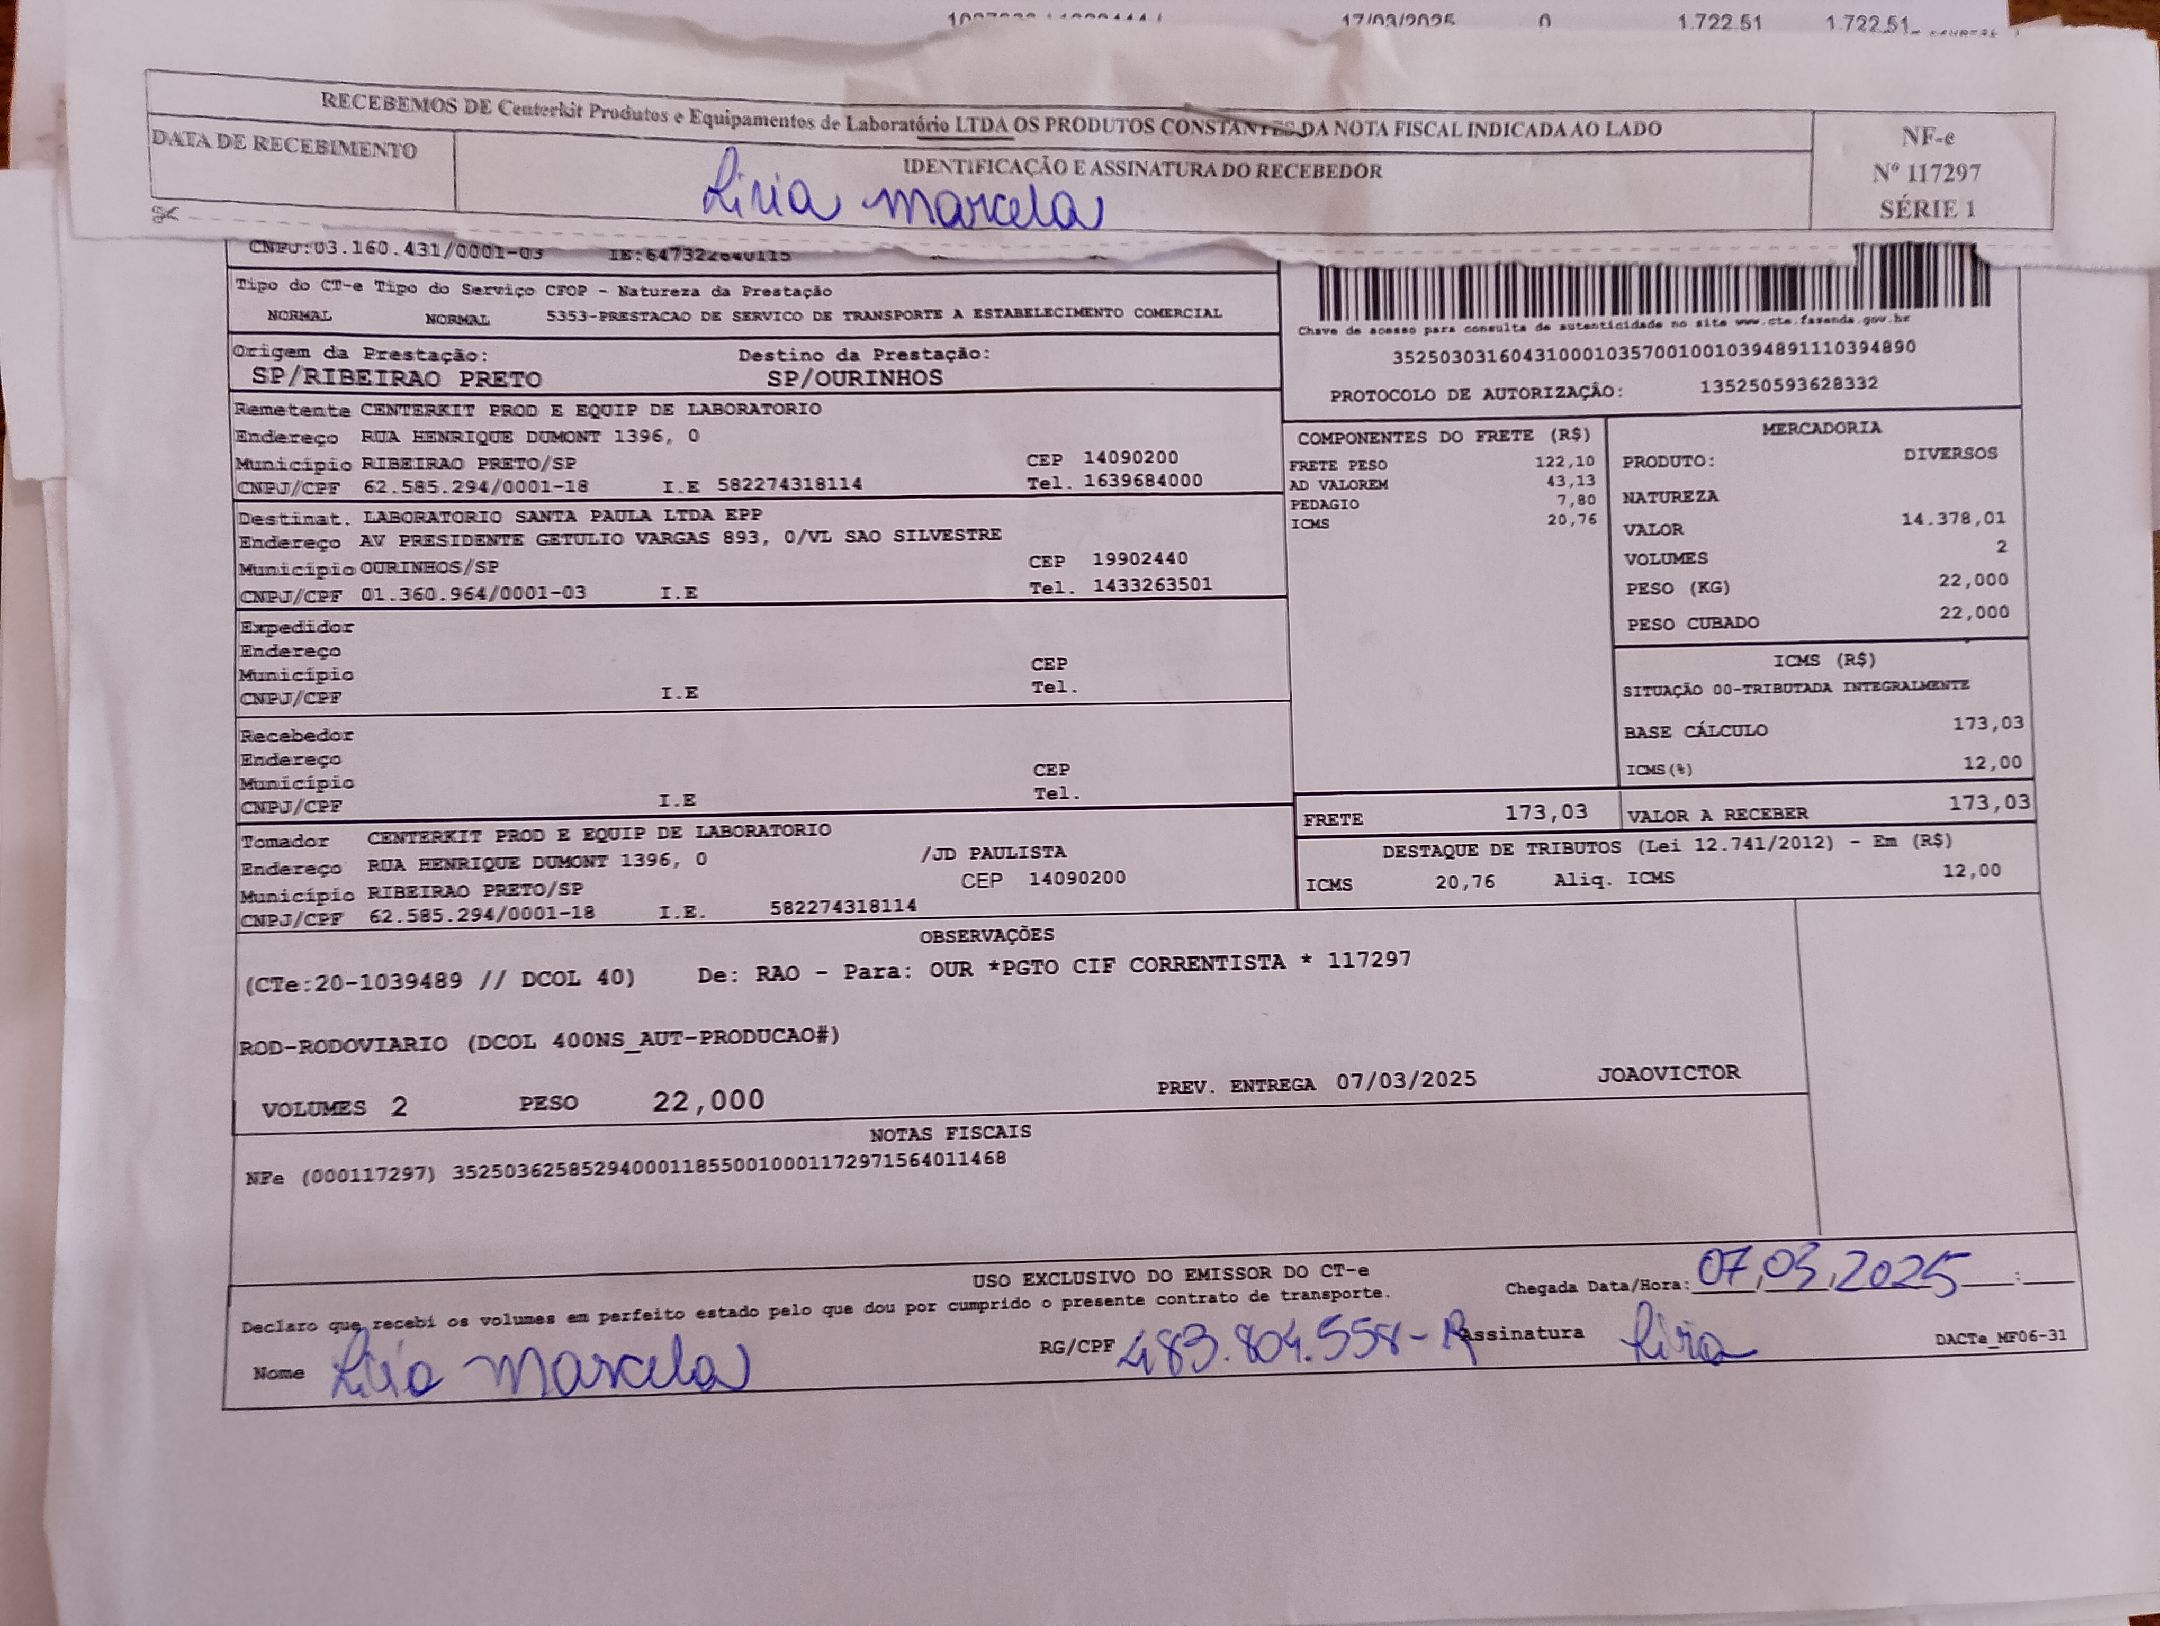 17/03/2025 0 1.722,51 1.722,51
RECEBEMOS DE Centerkit Produtos e Equipamentos de Laboratório LTDA OS PRODUTOS CONSTANTES DA NOTA FISCAL INDICADA AO LADO
DATA DE RECEBIMENTO
IDENTIFICAÇÃO E ASSINATURA DO RECEBEDOR
Liria Marcela
NF-e
Nº 117297
SÉRIE 1
CNPJ:03.160.431/0001-03 IE:647322640115
Tipo do CT-e Tipo do Serviço CFOP - Natureza da Prestação
NORMAL NORMAL 5353-PRESTACAO DE SERVICO DE TRANSPORTE A ESTABELECIMENTO COMERCIAL
Chave de acesso para consulta de autenticidade no site www.cte.fazenda.gov.br
35250303160431000103570010010394891110394890
PROTOCOLO DE AUTORIZAÇÂO: 135250593628332
Origem da Prestação: Destino da Prestação:
SP/RIBEIRAO PRETO SP/OURINHOS
Remetente CENTERKIT PROD E EQUIP DE LABORATORIO
Endereço RUA HENRIQUE DUMONT 1396, 0
Município RIBEIRAO PRETO/SP CEP 14090200
CNPJ/CPF 62.585.294/0001-18 I.E 582274318114 Tel. 1639684000
Destinat. LABORATORIO SANTA PAULA LTDA EPP
Endereço AV PRESIDENTE GETULIO VARGAS 893, 0/VL SAO SILVESTRE
Município OURINHOS/SP CEP 19902440
CNPJ/CPF 01.360.964/0001-03 I.E Tel. 1433263501
Expedidor
Endereço
Município CEP
CNPJ/CPF I.E Tel.
Recebedor
Endereço
Município CEP
CNPJ/CPF I.E Tel.
Tomador CENTERKIT PROD E EQUIP DE LABORATORIO
Endereço RUA HENRIQUE DUMONT 1396, 0 /JD PAULISTA
Município RIBEIRAO PRETO/SP CEP 14090200
CNPJ/CPF 62.585.294/0001-18 I.E. 582274318114
COMPONENTES DO FRETE (R$)
FRETE PESO 122,10
AD VALOREM 43,13
PEDAGIO 7,80
ICMS 20,76
MERCADORIA
PRODUTO: DIVERSOS
NATUREZA
VALOR 14.378,01
VOLUMES 2
PESO (KG) 22,000
PESO CUBADO 22,000
ICMS (R$)
SITUAÇÃO 00-TRIBUTADA INTEGRALMENTE
BASE CÁLCULO 173,03
ICMS(%) 12,00
FRETE 173,03 VALOR A RECEBER 173,03
DESTAQUE DE TRIBUTOS (Lei 12.741/2012) - Em (R$)
ICMS 20,76 Aliq. ICMS 12,00
OBSERVAÇÕES
(CTe:20-1039489 // DCOL 40) De: RAO - Para: OUR *PGTO CIF CORRENTISTA * 117297
ROD-RODOVIARIO (DCOL 400NS_AUT-PRODUCAO#)
VOLUMES 2 PESO 22,000 PREV. ENTREGA 07/03/2025 JOAOVICTOR
NOTAS FISCAIS
NFe (000117297) 35250362585294000118550010001172971564011468
USO EXCLUSIVO DO EMISSOR DO CT-e
Declaro que recebi os volumes em perfeito estado pelo que dou por cumprido o presente contrato de transporte.
Chegada Data/Hora: 07,03,2025 :
Nome Liria Marcela RG/CPF 483.804.558-R Assinatura Liria
DACTe_MF06-31